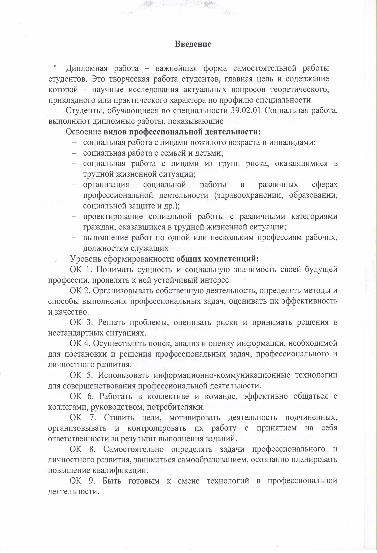 Введение
Дипломная работа – важнейшая форма самостоятельной работы
студентов. Это творческая работа студентов, главная цель и содержание
которой – научные исследования актуальных вопросов теоретического,
прикладного или практического характера по профилю специальности.
Студенты, обучающиеся по специальности 39.02.01 Социальная работа,
выполняют дипломные работы, показывающие
Освоение видов профессиональной деятельности:
– социальная работа с лицами пожилого возраста и инвалидами;
– социальная работа с семьей и детьми;
– социальная работа с лицами из групп риска, оказавшимися в
трудной жизненной ситуации;
– организация социальной работы в различных сферах
профессиональной деятельности (здравоохранении, образовании,
социальной защите и др.);
– проектирование социальной работы с различными категориями
граждан, оказавшихся в трудной жизненной ситуации;
– выполнение работ по одной или нескольким профессиям рабочих,
должностям служащих
Уровень сформированности общих компетенций:
ОК 1. Понимать сущность и социальную значимость своей будущей
профессии, проявлять к ней устойчивый интерес.
ОК 2. Организовывать собственную деятельность, определять методы и
способы выполнения профессиональных задач, оценивать их эффективность
и качество.
ОК 3. Решать проблемы, оценивать риски и принимать решения в
нестандартных ситуациях.
ОК 4. Осуществлять поиск, анализ и оценку информации, необходимой
для постановки и решения профессиональных задач, профессионального и
личностного развития.
ОК 5. Использовать информационно-коммуникационные технологии
для совершенствования профессиональной деятельности.
ОК 6. Работать в коллективе и команде, эффективно общаться с
коллегами, руководством, потребителями.
ОК 7. Ставить цели, мотивировать деятельность подчиненных,
организовывать и контролировать их работу с принятием на себя
ответственности за результат выполнения заданий.
ОК 8. Самостоятельно определять задачи профессионального и
личностного развития, заниматься самообразованием, осознанно планировать
повышение квалификации.
ОК 9. Быть готовым к смене технологий в профессиональной
деятельности.